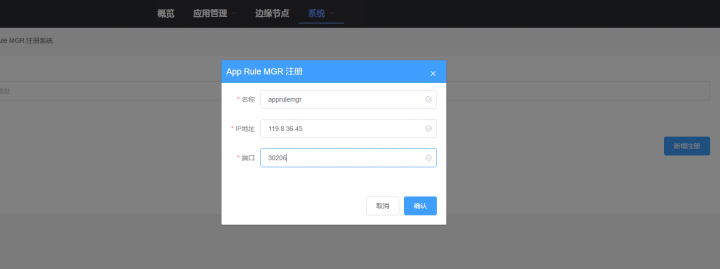 概览 应用管理 边缘节点 系统
ule MGR 注册系统
App Rule MGR 注册
* 名称 apprulemgr
* IP地址 119.8.36.45
新增注册
* 端口 30206
取消 确认